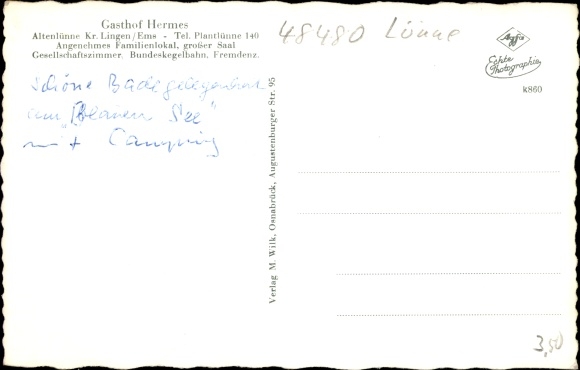 Gasthof Hermes
Altenlünne Kr. Lingen/Ems - Tel. Plantlünne 140
Angenehmes Familienlokal, großer Saal
Gesellschaftszimmer. Bundeskegelbahn. Fremdenz.
48480 Lünne
Agfa
Echte Photographie
k860
schöne Badegelegenheit
am "Blauen See"
mit Camping
Verlag M. Wilk, Osnabrück, Augustenburger Str. 95
3,50